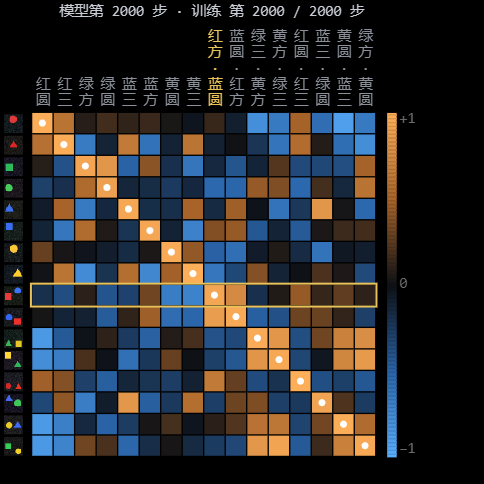 模型第 2000 步 · 训练 第 2000 / 2000 步
红圆
红三
绿方
绿圆
蓝三
蓝方
黄圆
黄三
红方·蓝圆
蓝圆·红方
绿三·黄方
黄方·绿三
红圆·红三
蓝三·绿圆
黄圆·蓝三
绿方·黄圆
+1
0
−1